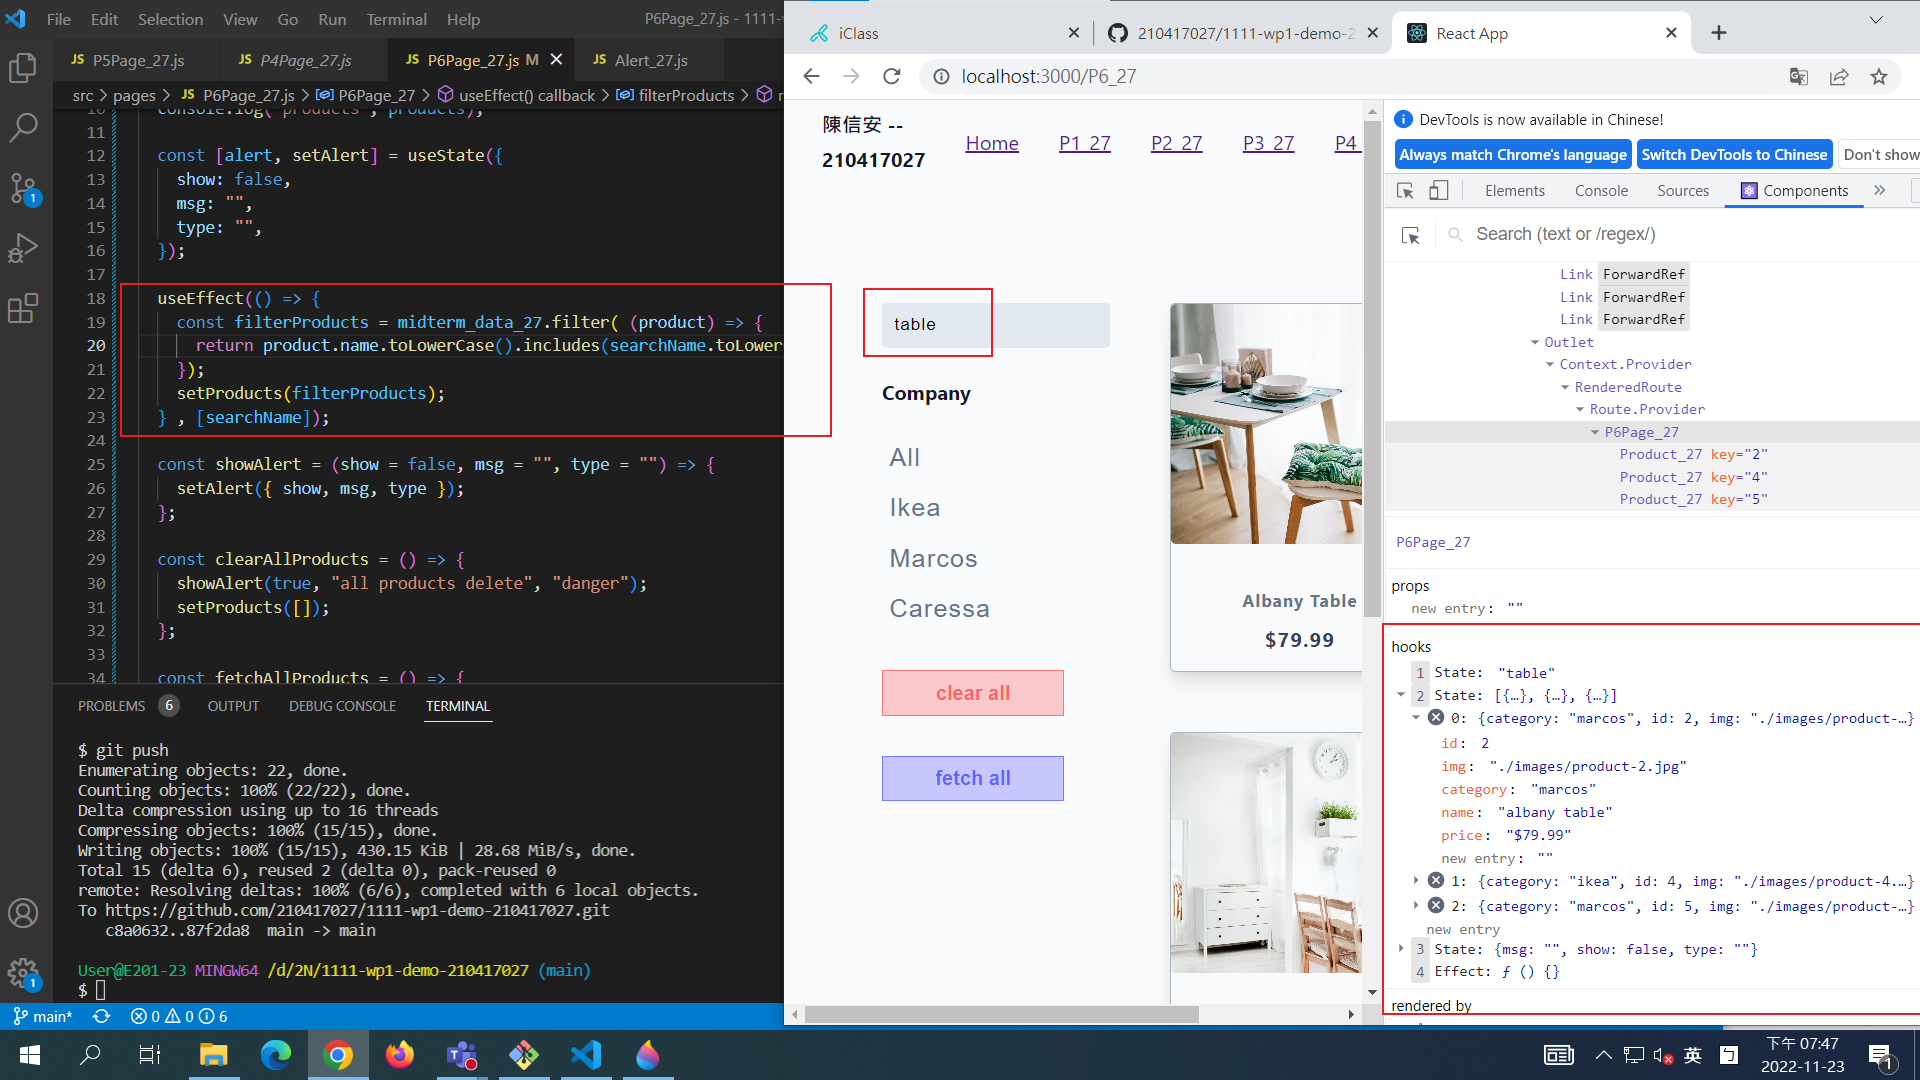 File Edit Selection View Go Run Terminal Help P6Page_27.js - 1111-w
JS P5Page_27.js JS P4Page_27.js JS P6Page_27.js M JS Alert_27.js
src > pages > JS P6Page_27.js > P6Page_27 > useEffect() callback > filterProducts >
console.log("products", products);
11
12 const [alert, setAlert] = useState({
13 show: false,
14 msg: "",
15 type: "",
16 });
17
18 useEffect(() => {
19 const filterProducts = midterm_data_27.filter( (product) => {
20 return product.name.toLowerCase().includes(searchName.toLower
21 });
22 setProducts(filterProducts);
23 } , [searchName]);
24
25 const showAlert = (show = false, msg = "", type = "") => {
26 setAlert({ show, msg, type });
27 };
28
29 const clearAllProducts = () => {
30 showAlert(true, "all products delete", "danger");
31 setProducts([]);
32 };
33
34 const fetchAllProducts = () => {
PROBLEMS 6 OUTPUT DEBUG CONSOLE TERMINAL
$ git push
Enumerating objects: 22, done.
Counting objects: 100% (22/22), done.
Delta compression using up to 16 threads
Compressing objects: 100% (15/15), done.
Writing objects: 100% (15/15), 430.15 KiB | 28.68 MiB/s, done.
Total 15 (delta 6), reused 2 (delta 0), pack-reused 0
remote: Resolving deltas: 100% (6/6), completed with 6 local objects.
To https://github.com/210417027/1111-wp1-demo-210417027.git
c8a0632..87f2da8 main -> main
User@E201-23 MINGW64 /d/2N/1111-wp1-demo-210417027 (main)
$
main* 0 0 6
iClass 210417027/1111-wp1-demo-2 React App
localhost:3000/P6_27
陳信安 --
210417027
Home P1_27 P2_27 P3_27 P4
table
Company
All
Ikea
Marcos
Caressa
clear all
fetch all
Albany Table
$79.99
DevTools is now available in Chinese!
Always match Chrome's language Switch DevTools to Chinese Don't show
Elements Console Sources Components »
Search (text or /regex/)
Link ForwardRef
Link ForwardRef
Link ForwardRef
Outlet
Context.Provider
RenderedRoute
Route.Provider
P6Page_27
Product_27 key="2"
Product_27 key="4"
Product_27 key="5"
P6Page_27
props
new entry: ""
hooks
1 State: "table"
2 State: [{…}, {…}, {…}]
0: {category: "marcos", id: 2, img: "./images/product-…}
id: 2
img: "./images/product-2.jpg"
category: "marcos"
name: "albany table"
price: "$79.99"
new entry: ""
1: {category: "ikea", id: 4, img: "./images/product-4.…}
2: {category: "marcos", id: 5, img: "./images/product-…}
new entry
3 State: {msg: "", show: false, type: ""}
4 Effect: ƒ () {}
rendered by
英 下午 07:47
2022-11-23
1